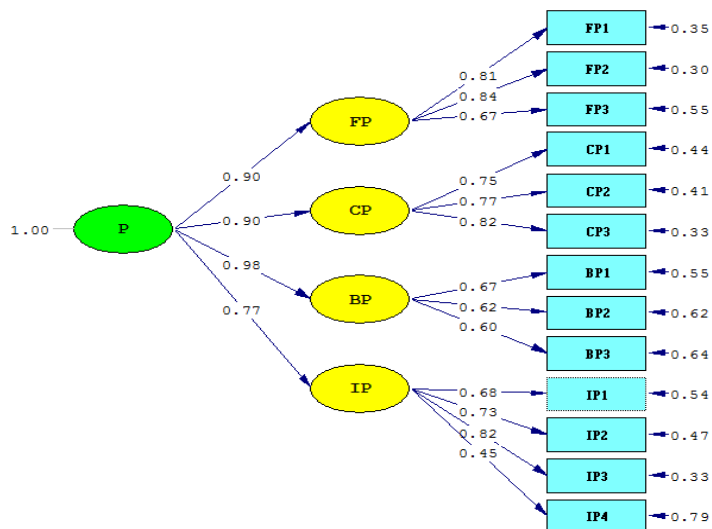 FP1 0.35
0.81
FP2 0.30
0.84
FP
FP3 0.55
0.67
CP1 0.44
0.90
0.75
CP2 0.41
0.77
CP
0.90
1.00 P
CP3 0.33
0.82
0.98
BP1 0.55
0.67
BP
0.77
BP2 0.62
0.62
0.60
BP3 0.64
IP
0.68 IP1 0.54
0.73
IP2 0.47
0.82
0.45
IP3 0.33
IP4 0.79